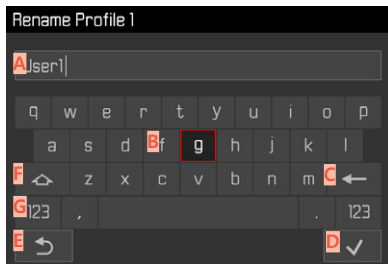 Rename Profile 1
A User1
q w e r t y u i o p
a s d B f g h j k l
F z x c v b n m C
G 123 , . 123
E D